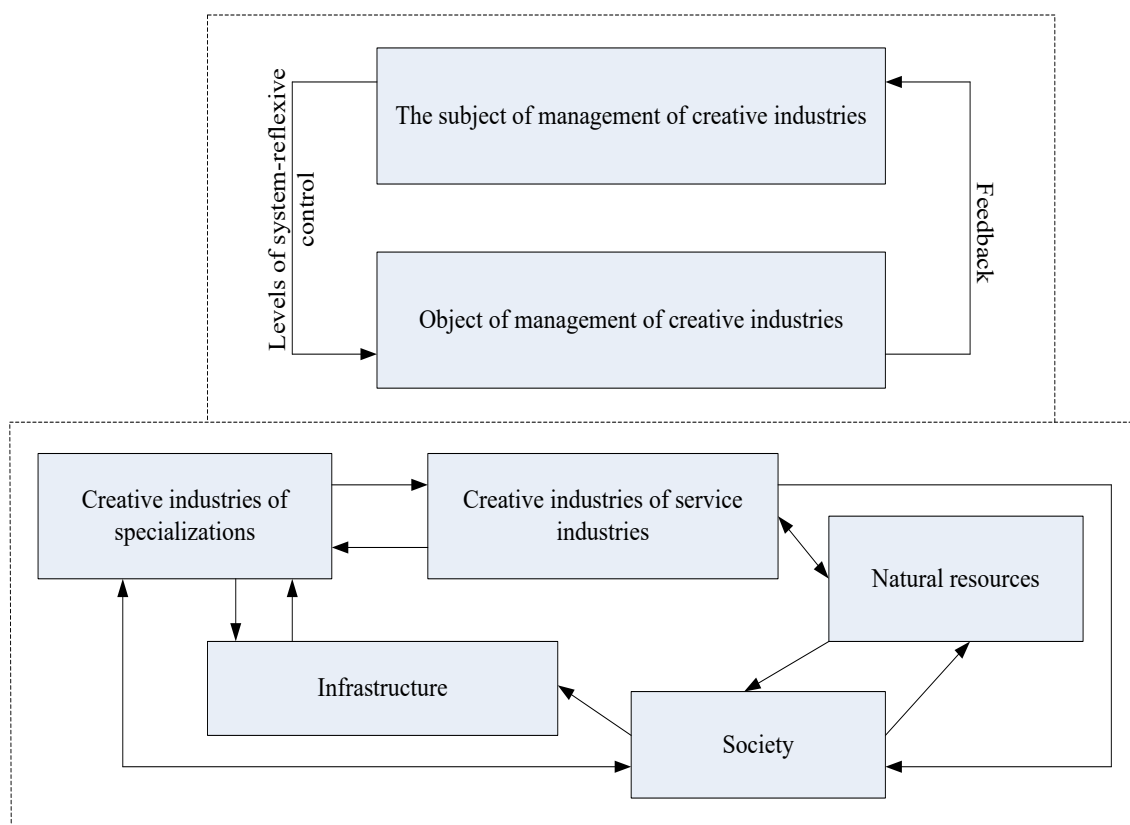 The subject of management of creative industries
Levels of system-reflexive
control
Feedback
Object of management of creative industries
Creative industries of
specializations
Creative industries of service
industries
Natural resources
Infrastructure
Society